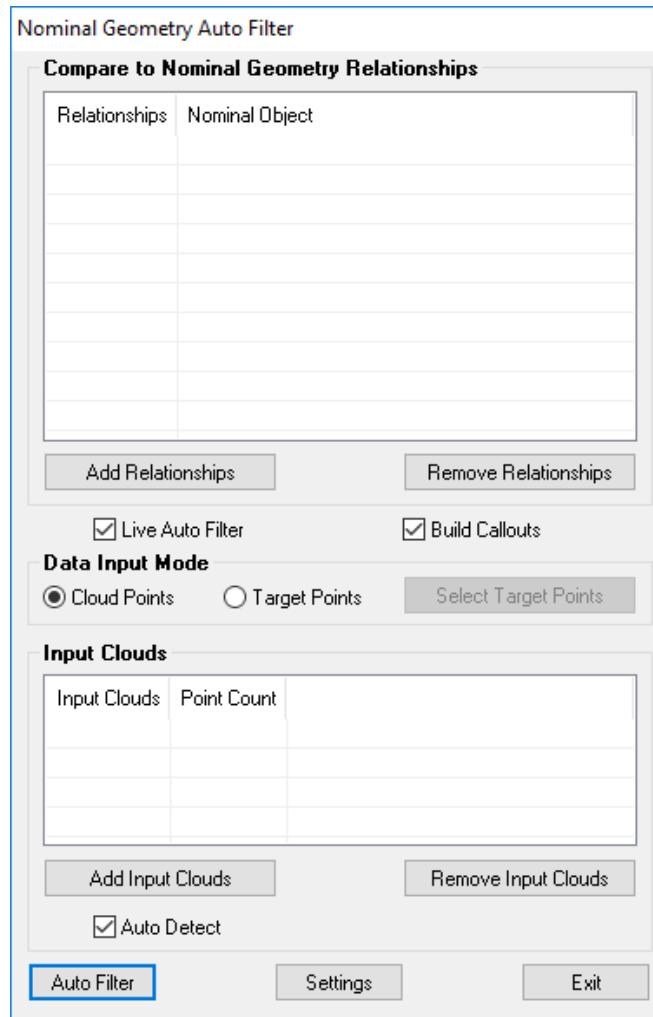 Nominal Geometry Auto Filter
Compare to Nominal Geometry Relationships
Relationships Nominal Object
Add Relationships Remove Relationships
Live Auto Filter Build Callouts
Data Input Mode
Cloud Points Target Points Select Target Points
Input Clouds
Input Clouds Point Count
Add Input Clouds Remove Input Clouds
Auto Detect
Auto Filter Settings Exit